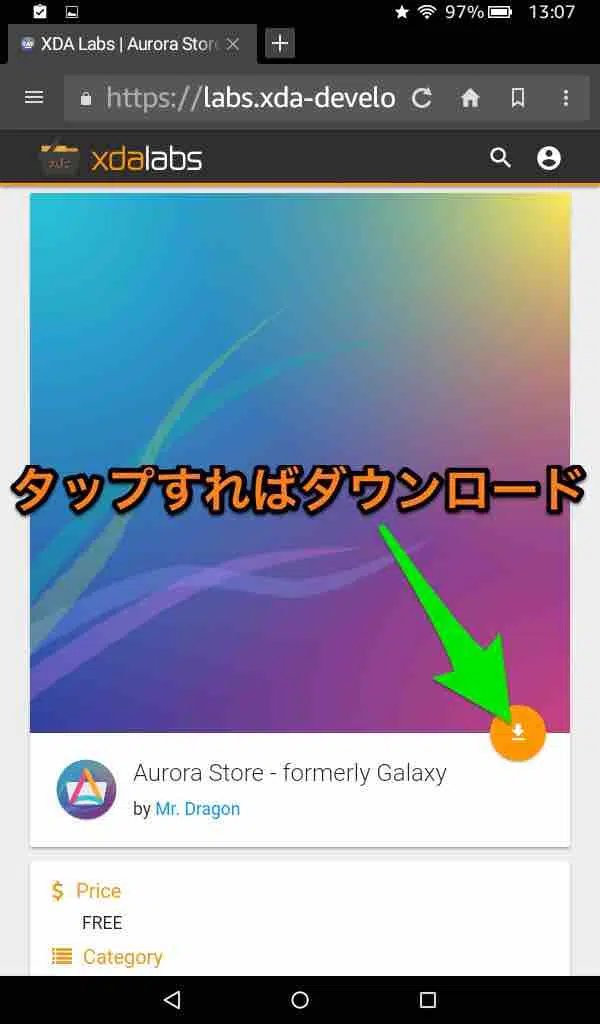 97% 13:07
XDA Labs | Aurora Stor
https://labs.xda-develo
xda xdalabs
タップすればダウンロード
Aurora Store - formerly Galaxy
by Mr. Dragon
$ Price
FREE
Category